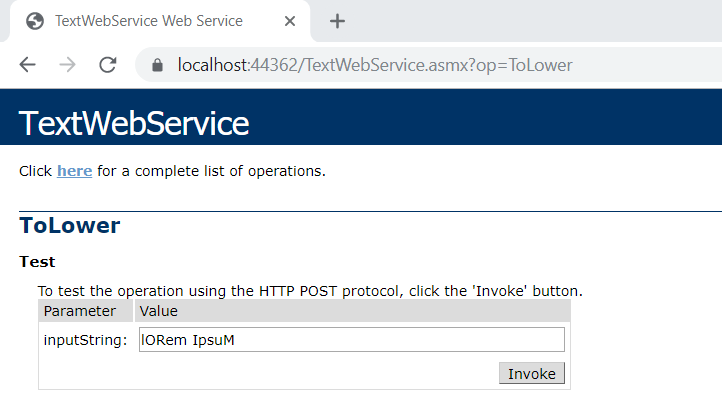 TextWebService Web Service
localhost:44362/TextWebService.asmx?op=ToLower
TextWebService
Click here for a complete list of operations.
ToLower
Test
To test the operation using the HTTP POST protocol, click the 'Invoke' button.
Parameter Value
inputString: lORem IpsuM
Invoke